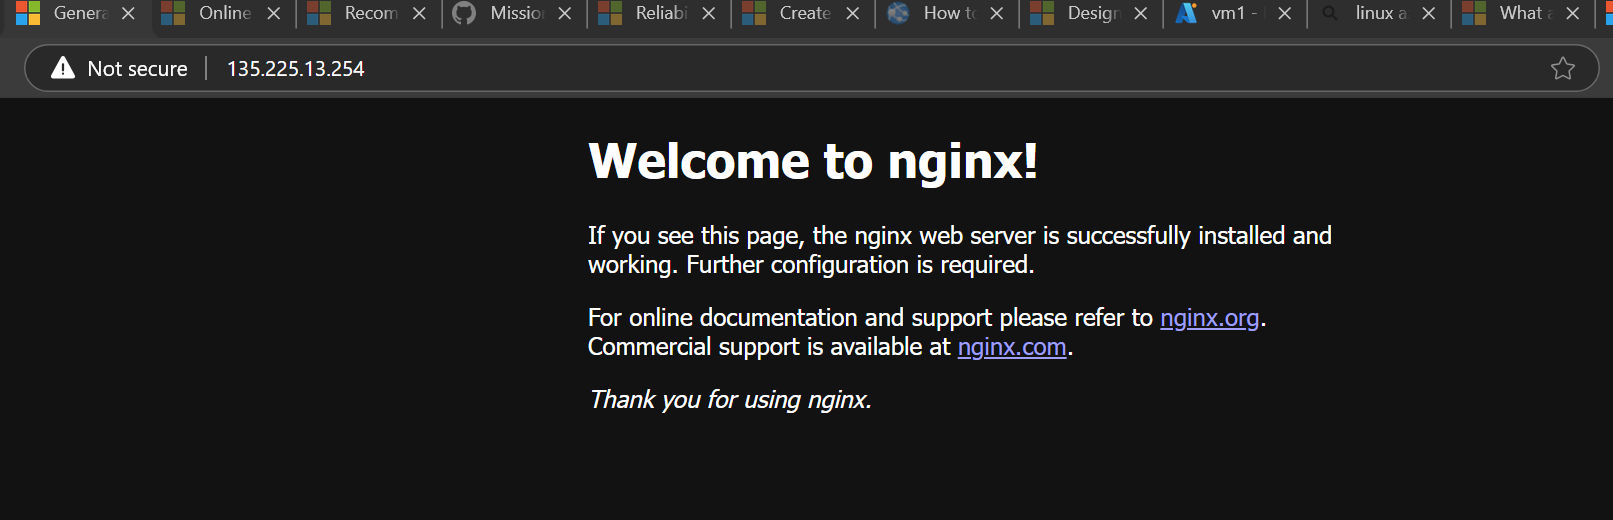 Genera Online Recom Mission Reliabi Create How to Design vm1 - linux a What a
Not secure 135.225.13.254
Welcome to nginx!
If you see this page, the nginx web server is successfully installed and
working. Further configuration is required.
For online documentation and support please refer to nginx.org.
Commercial support is available at nginx.com.
Thank you for using nginx.